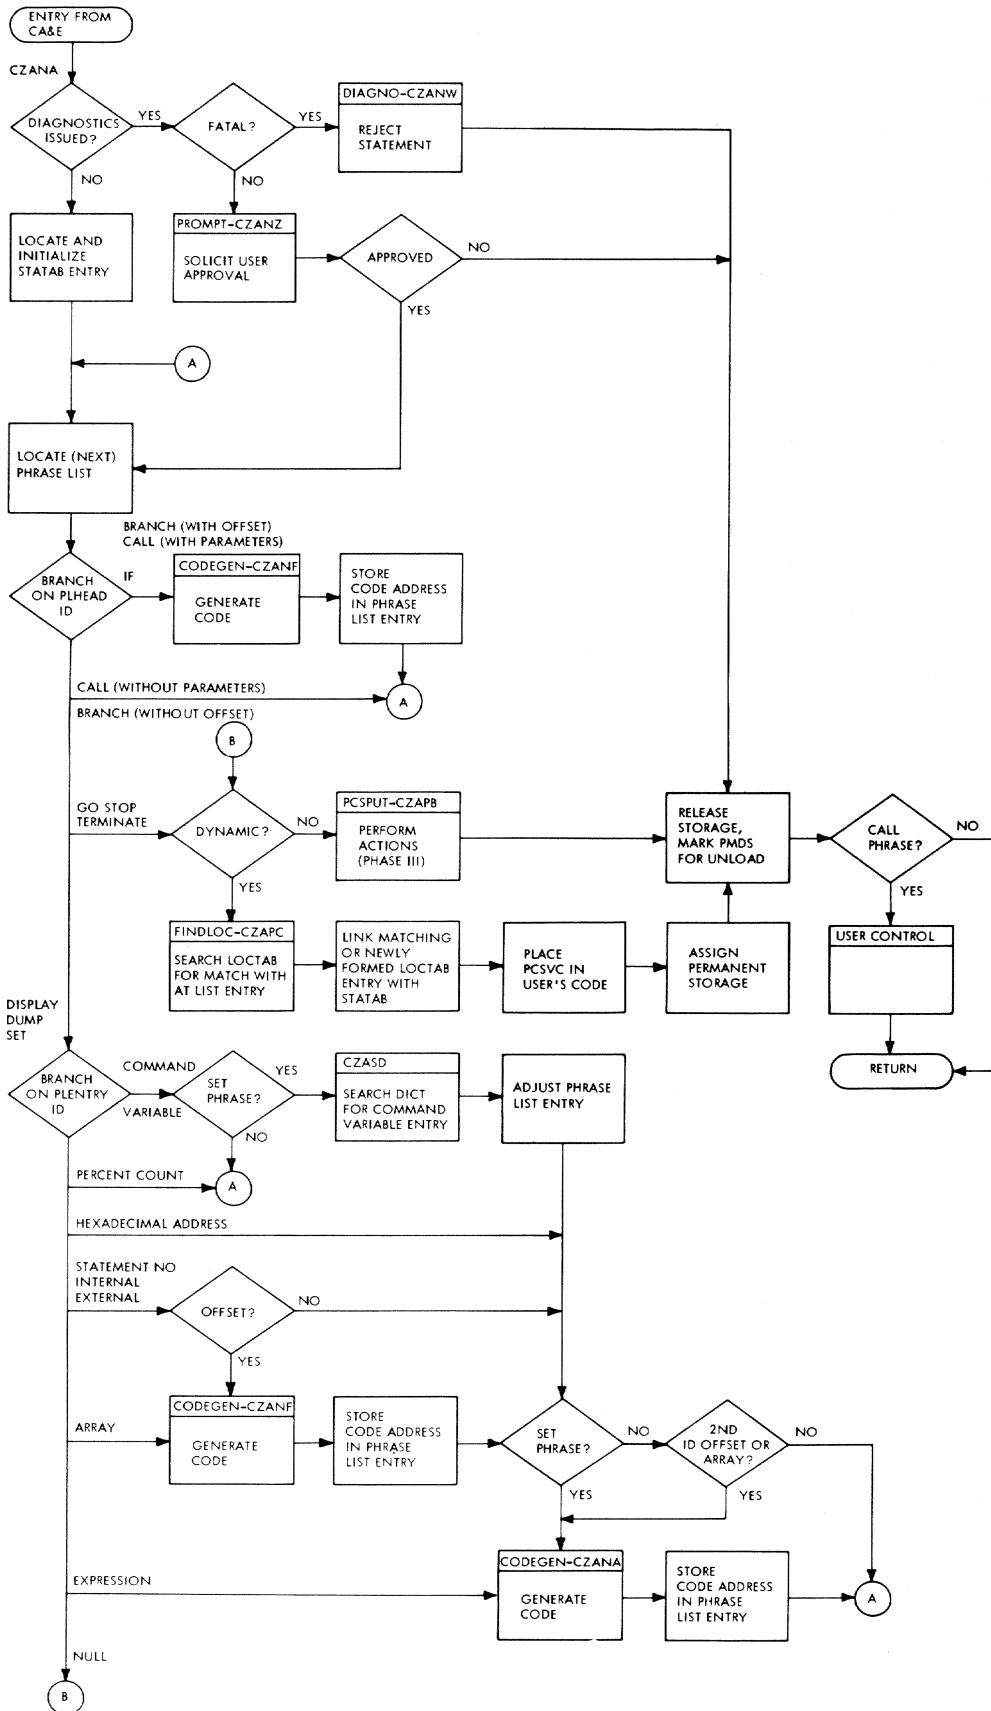 ENTRY FROM
CA&E
CZANA
DIAGNOSTICS
ISSUED?
YES
FATAL?
YES
DIAGNO-CZANW
REJECT
STATEMENT
NO
NO
LOCATE AND
INITIALIZE
STATAB ENTRY
PROMPT-CZANZ
SOLICIT USER
APPROVAL
APPROVED
NO
YES
A
LOCATE (NEXT)
PHRASE LIST
BRANCH (WITH OFFSET)
CALL (WITH PARAMETERS)
BRANCH
ON PLHEAD
ID
IF
CODEGEN-CZANF
GENERATE
CODE
STORE
CODE ADDRESS
IN PHRASE
LIST ENTRY
CALL (WITHOUT PARAMETERS)
A
BRANCH (WITHOUT OFFSET)
B
GO STOP
TERMINATE
DYNAMIC?
NO
PCSPUT-CZAPB
PERFORM
ACTIONS
(PHASE III)
RELEASE
STORAGE,
MARK PMDS
FOR UNLOAD
CALL
PHRASE?
NO
YES
YES
FINDLOC-CZAPC
SEARCH LOCTAB
FOR MATCH WITH
AT LIST ENTRY
LINK MATCHING
OR NEWLY
FORMED LOCTAB
ENTRY WITH
STATAB
PLACE
PCSVC IN
USER'S CODE
ASSIGN
PERMANENT
STORAGE
USER CONTROL
RETURN
DISPLAY
DUMP
SET
BRANCH
ON PLENTRY
ID
COMMAND
VARIABLE
SET
PHRASE?
YES
CZASD
SEARCH DICT
FOR COMMAND
VARIABLE ENTRY
ADJUST PHRASE
LIST ENTRY
NO
PERCENT COUNT
A
HEXADECIMAL ADDRESS
STATEMENT NO
INTERNAL
EXTERNAL
OFFSET?
NO
YES
ARRAY
CODEGEN-CZANF
GENERATE
CODE
STORE
CODE ADDRESS
IN PHRASE
LIST ENTRY
SET
PHRASE?
NO
2ND
ID OFFSET OR
ARRAY?
NO
YES
YES
EXPRESSION
CODEGEN-CZANA
GENERATE
CODE
STORE
CODE ADDRESS
IN PHRASE
LIST ENTRY
A
NULL
B